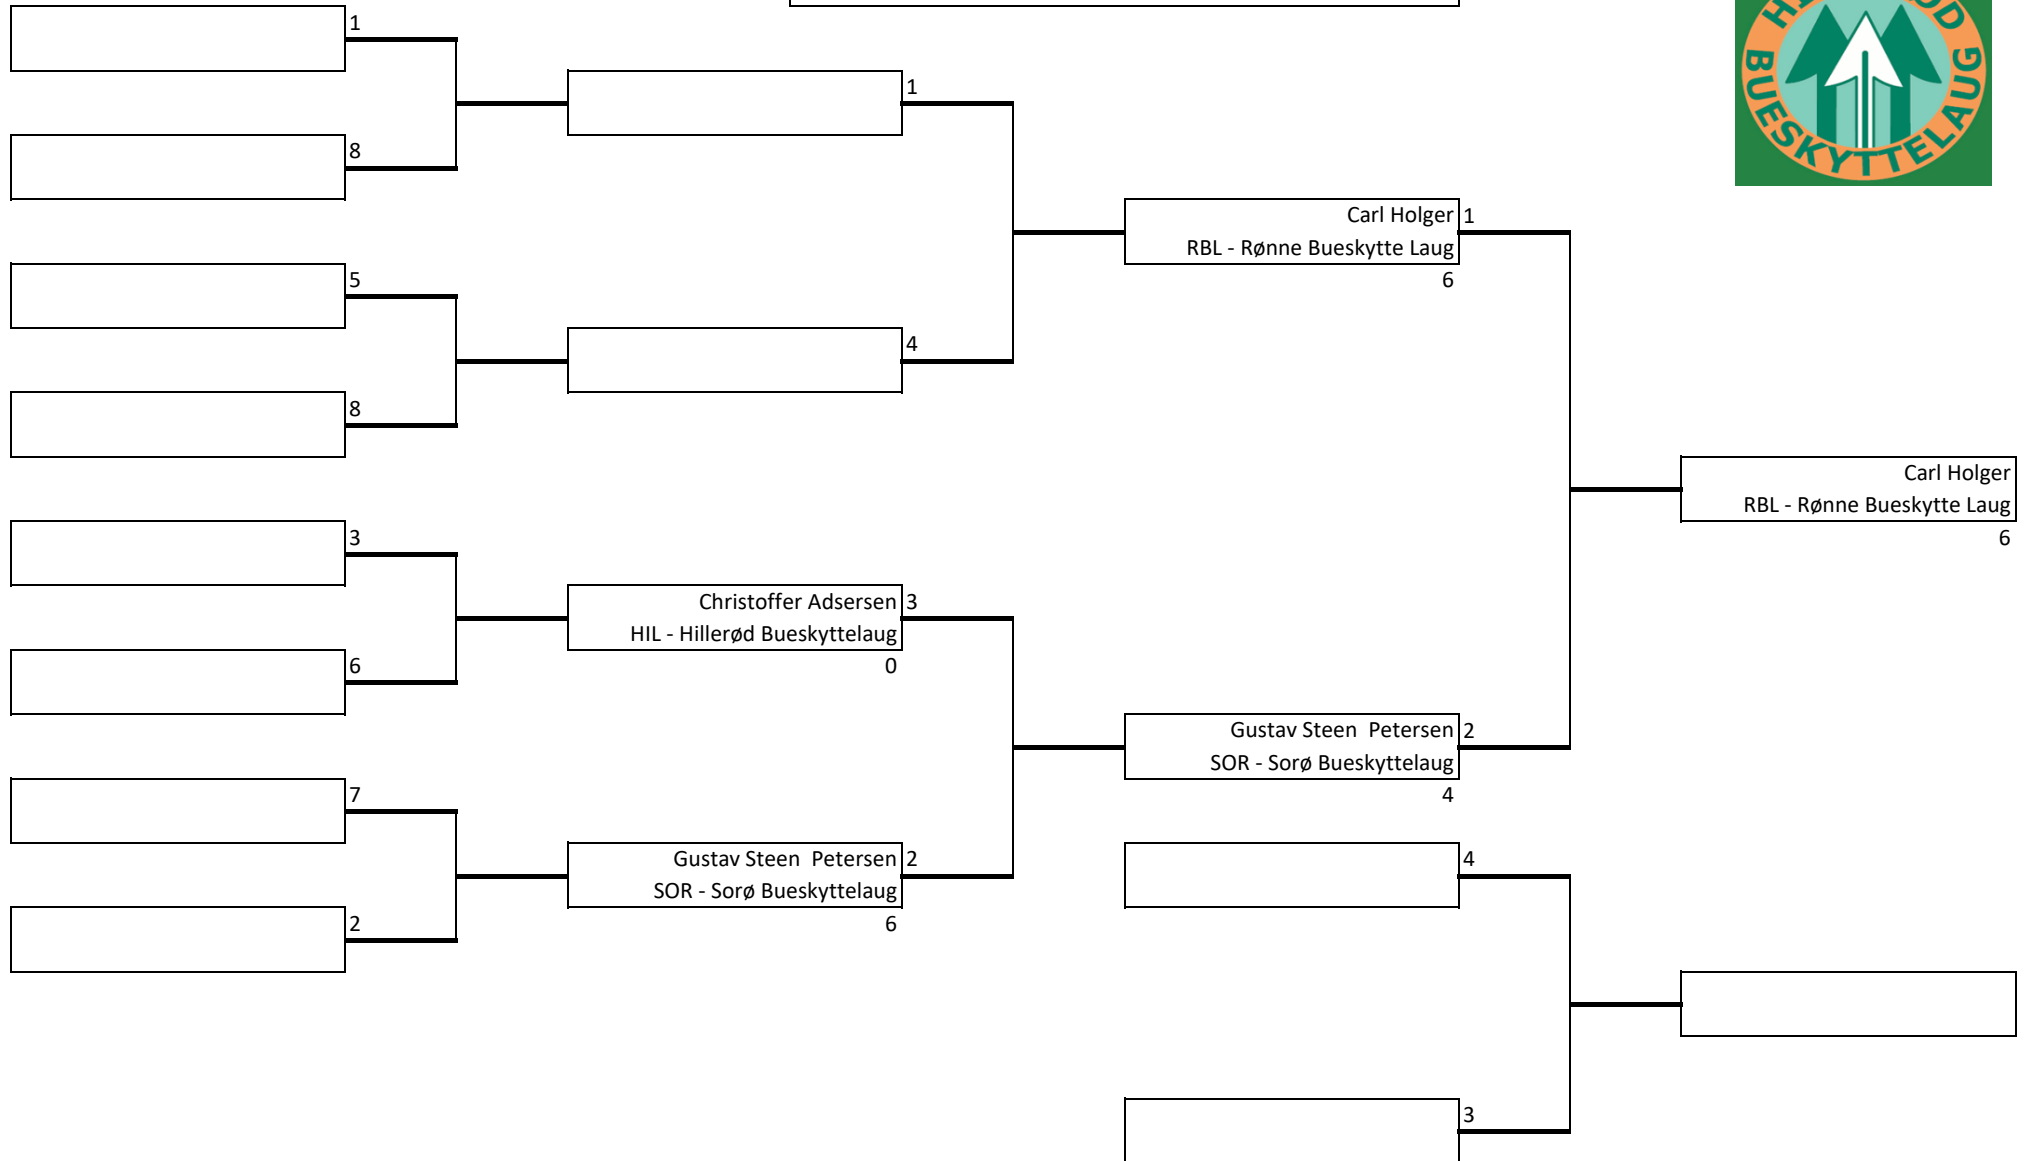 1
8
5
8
3
6
7
2
1
4
Christoffer Adsersen 3
HIL - Hillerød Bueskyttelaug
0
Gustav Steen  Petersen 2
SOR - Sorø Bueskyttelaug
6
Carl Holger 1
RBL - Rønne Bueskytte Laug
6
Gustav Steen  Petersen 2
SOR - Sorø Bueskyttelaug
4
4
3
Carl Holger
RBL - Rønne Bueskytte Laug
6
BUESKYTTELAUG